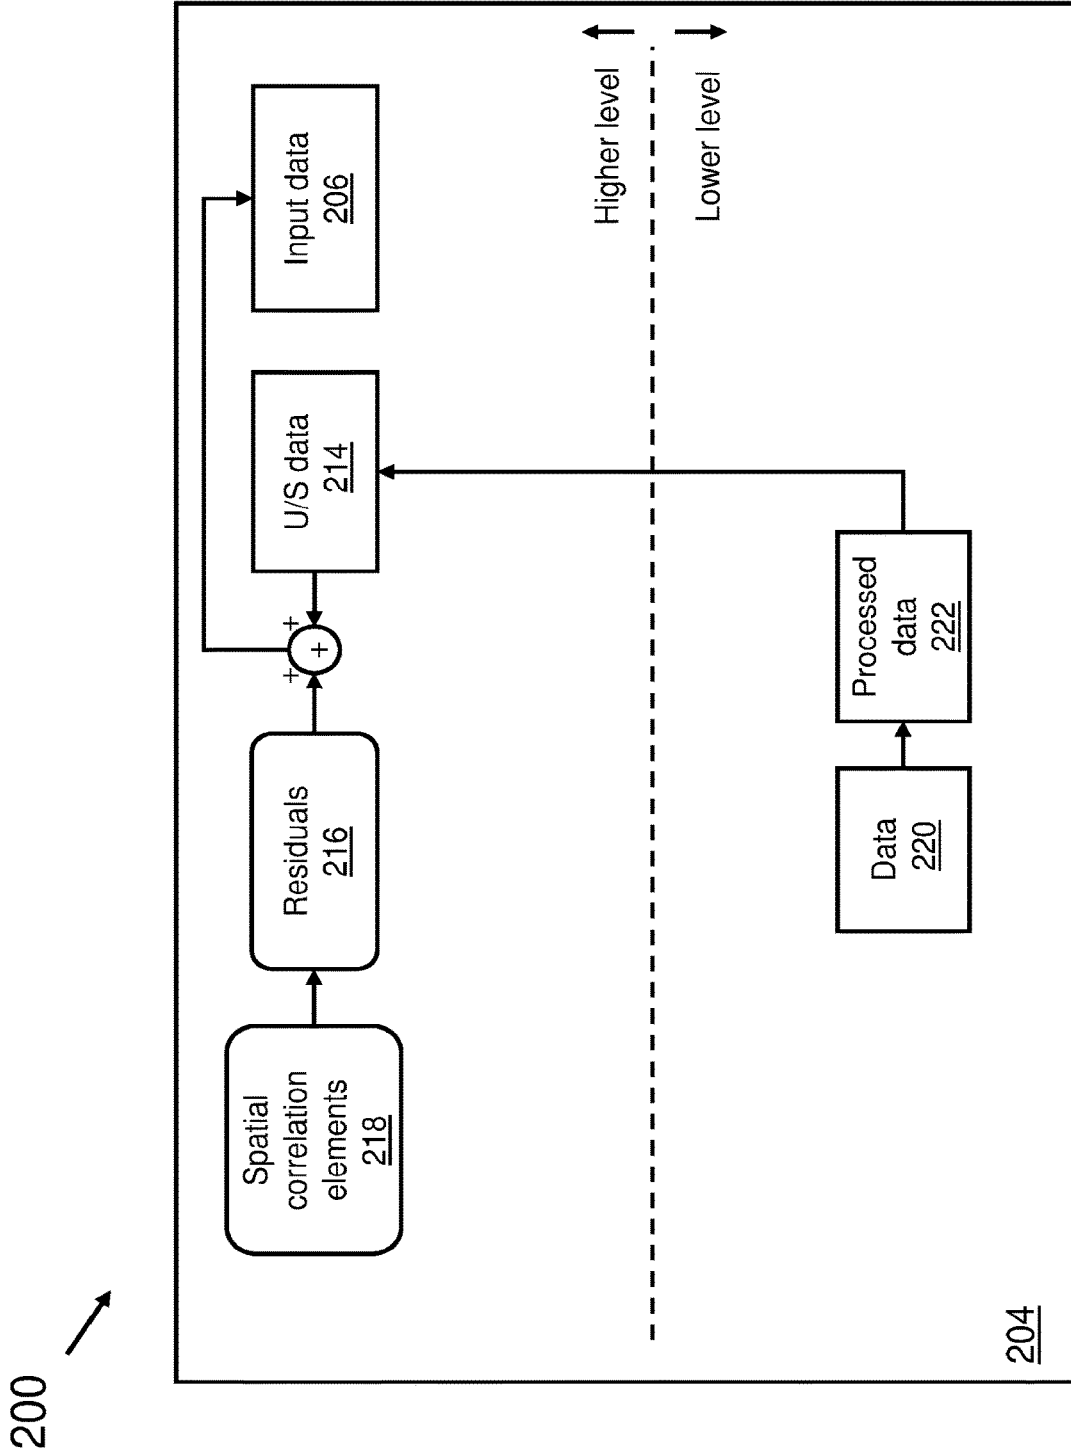 200
Spatial
correlation
elements
218
Residuals
216
+
+
+
U/S data
214
Input data
206
Higher level
Lower level
Data
220
Processed
data
222
204